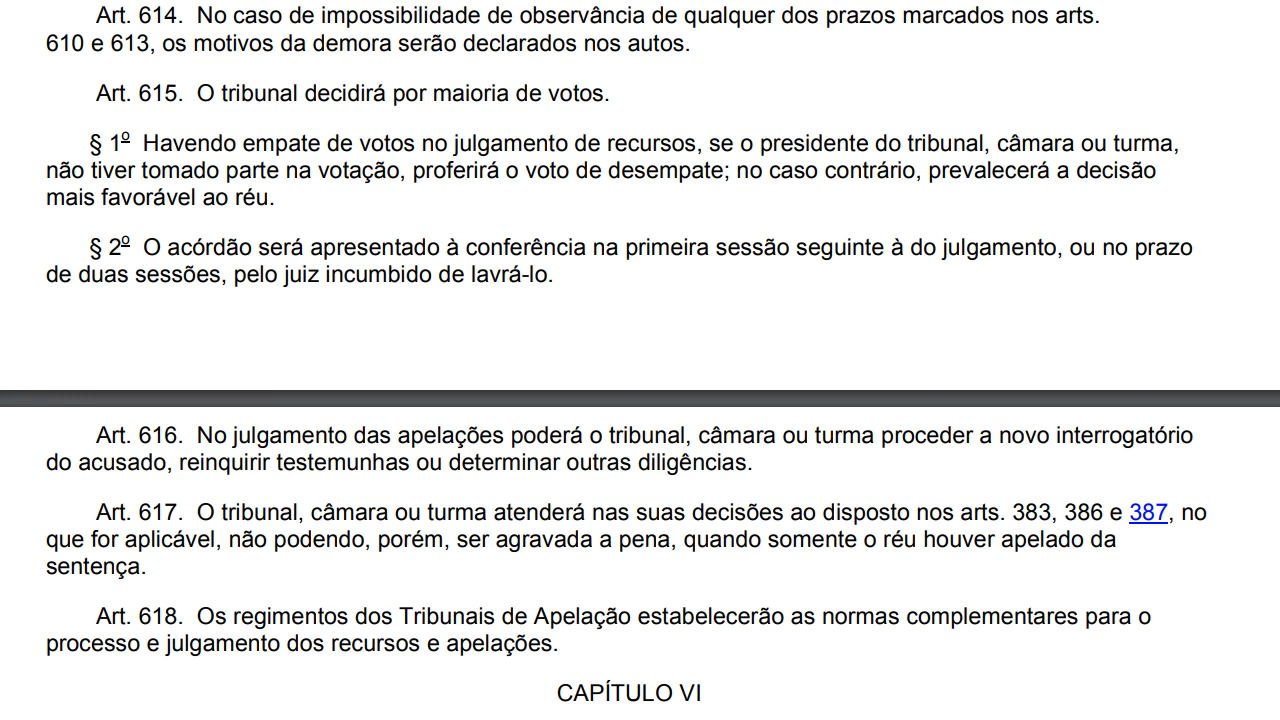 Art. 614.  No caso de impossibilidade de observância de qualquer dos prazos marcados nos arts.
610 e 613, os motivos da demora serão declarados nos autos.
Art. 615.  O tribunal decidirá por maioria de votos.
§ 1º  Havendo empate de votos no julgamento de recursos, se o presidente do tribunal, câmara ou turma,
não tiver tomado parte na votação, proferirá o voto de desempate; no caso contrário, prevalecerá a decisão
mais favorável ao réu.
§ 2º  O acórdão será apresentado à conferência na primeira sessão seguinte à do julgamento, ou no prazo
de duas sessões, pelo juiz incumbido de lavrá-lo.
Art. 616.  No julgamento das apelações poderá o tribunal, câmara ou turma proceder a novo interrogatório
do acusado, reinquirir testemunhas ou determinar outras diligências.
Art. 617.  O tribunal, câmara ou turma atenderá nas suas decisões ao disposto nos arts. 383, 386 e 387, no
que for aplicável, não podendo, porém, ser agravada a pena, quando somente o réu houver apelado da
sentença.
Art. 618.  Os regimentos dos Tribunais de Apelação estabelecerão as normas complementares para o
processo e julgamento dos recursos e apelações.
CAPÍTULO VI